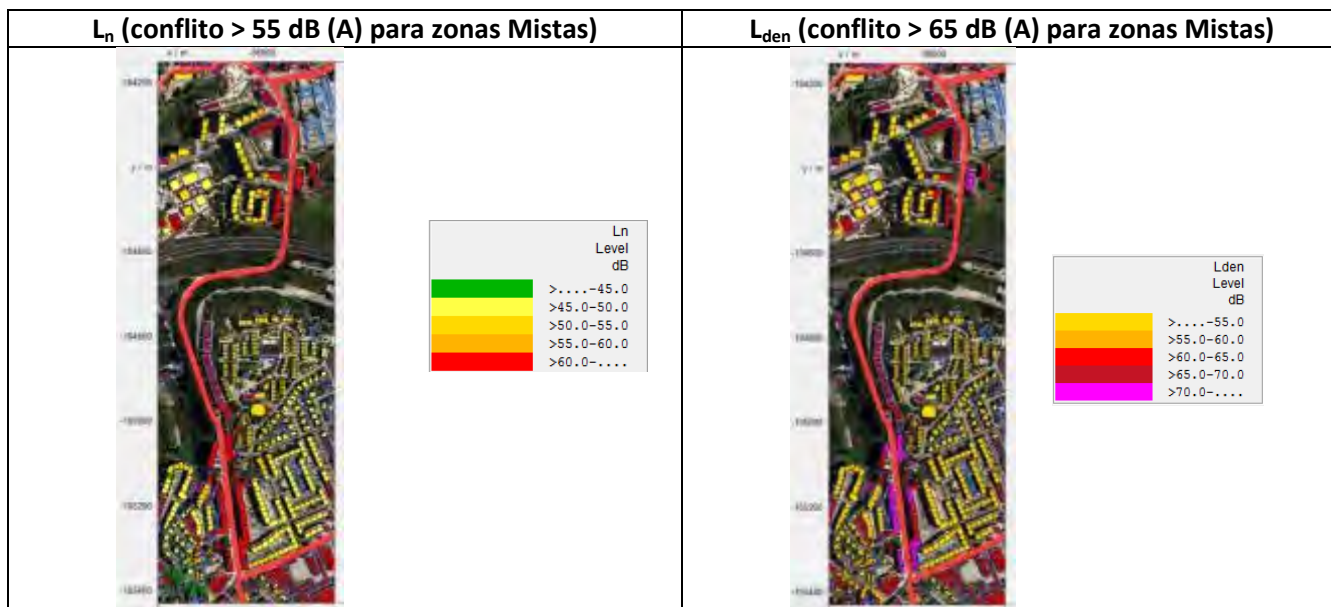 Ln (conflito > 55 dB (A) para zonas Mistas)
Lden (conflito > 65 dB (A) para zonas Mistas)
Ln
Level
dB
>....-45.0
>45.0-50.0
>50.0-55.0
>55.0-60.0
>60.0-....
Lden
Level
dB
>....-55.0
>55.0-60.0
>60.0-65.0
>65.0-70.0
>70.0-....